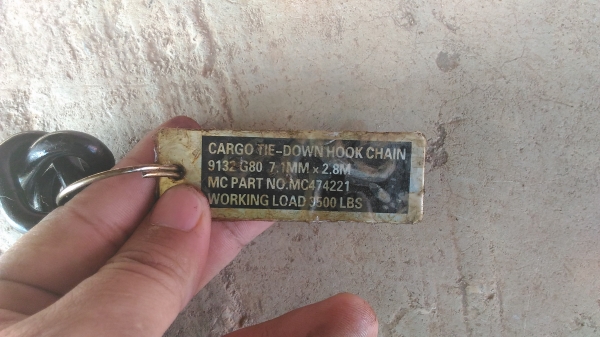 CARGO TIE-DOWN HOOK CHAIN
9132 G80 7.1MM x 2.8M
MC PART NO.MC474221
WORKING LOAD 3500 LBS